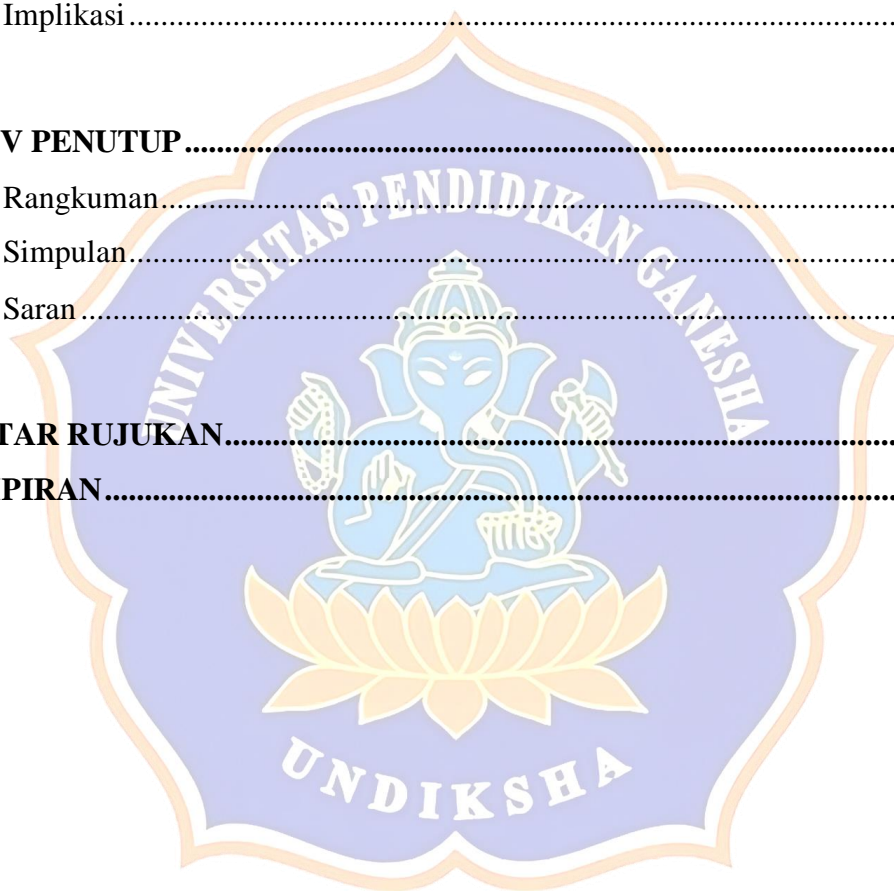 Implikasi ........................................................................
V PENUTUP ........................................................................
Rangkuman ........................................................................
Simpulan ........................................................................
Saran ........................................................................
TAR RUJUKAN ........................................................................
PIRAN ........................................................................
UNIVERSITAS PENDIDIKAN GANESHA
UNDIKSHA